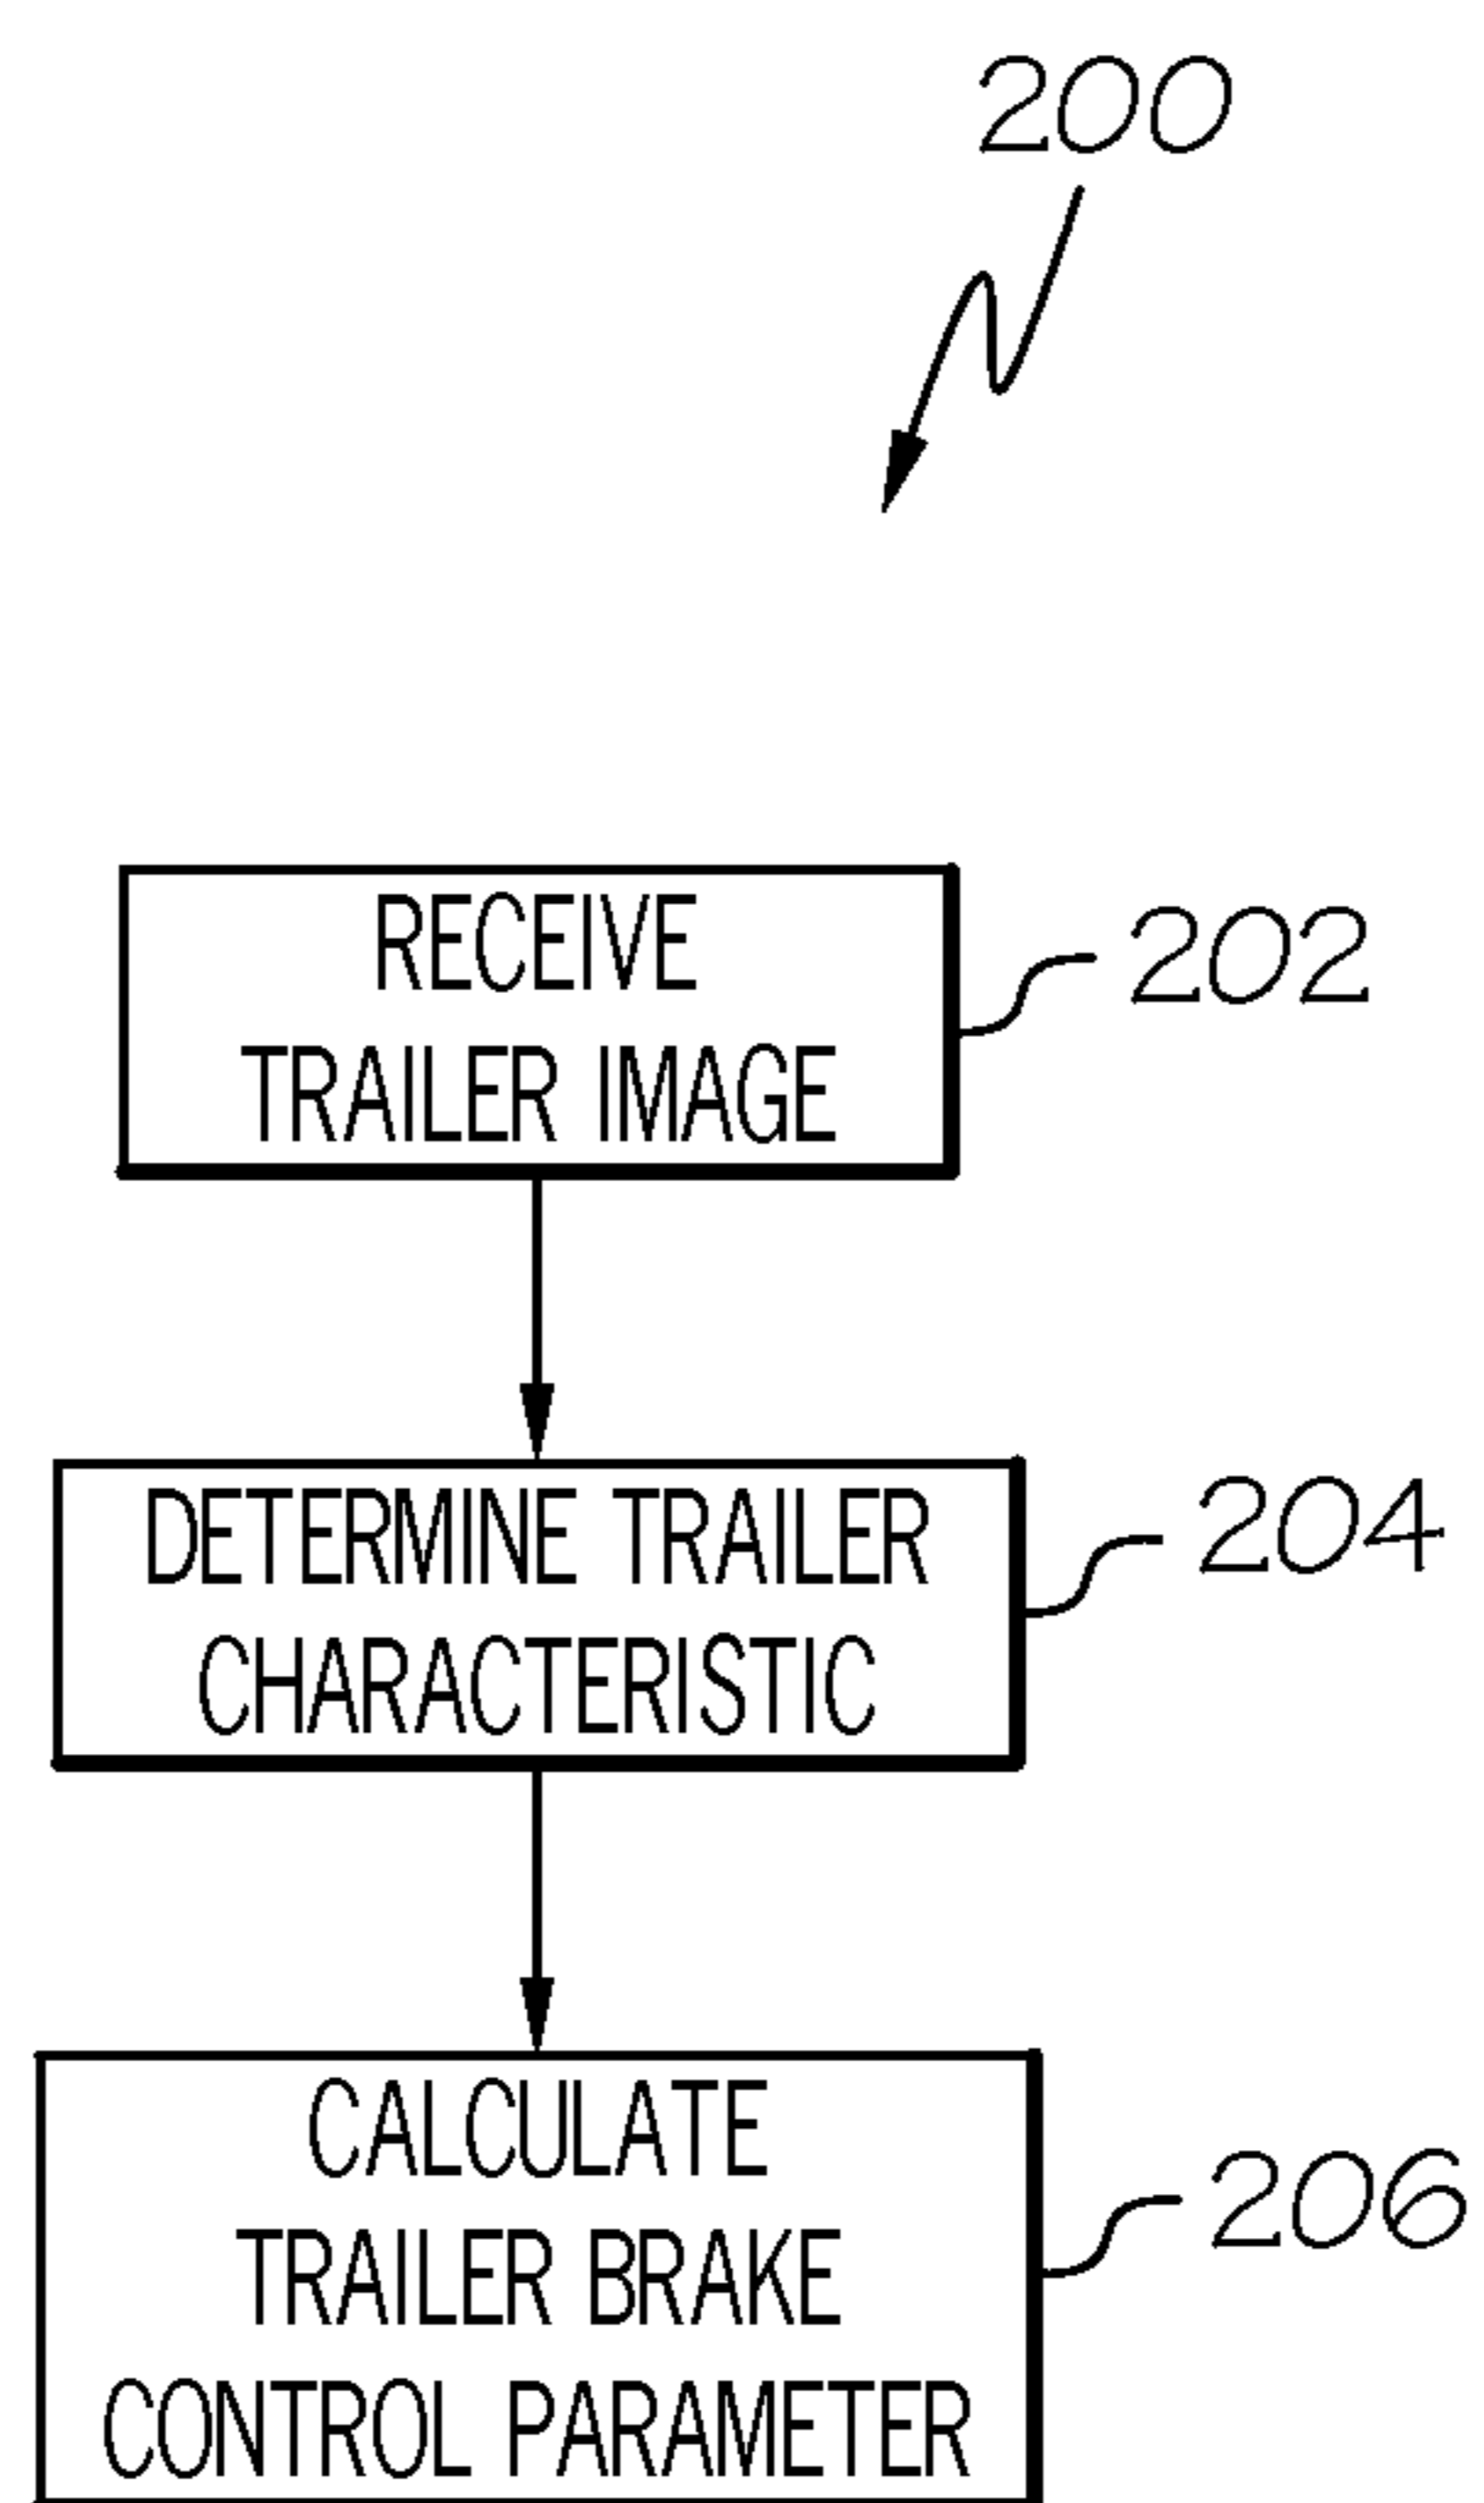 200
RECEIVE
TRAILER IMAGE
202
DETERMINE TRAILER
CHARACTERISTIC
204
CALCULATE
TRAILER BRAKE
CONTROL PARAMETER
206